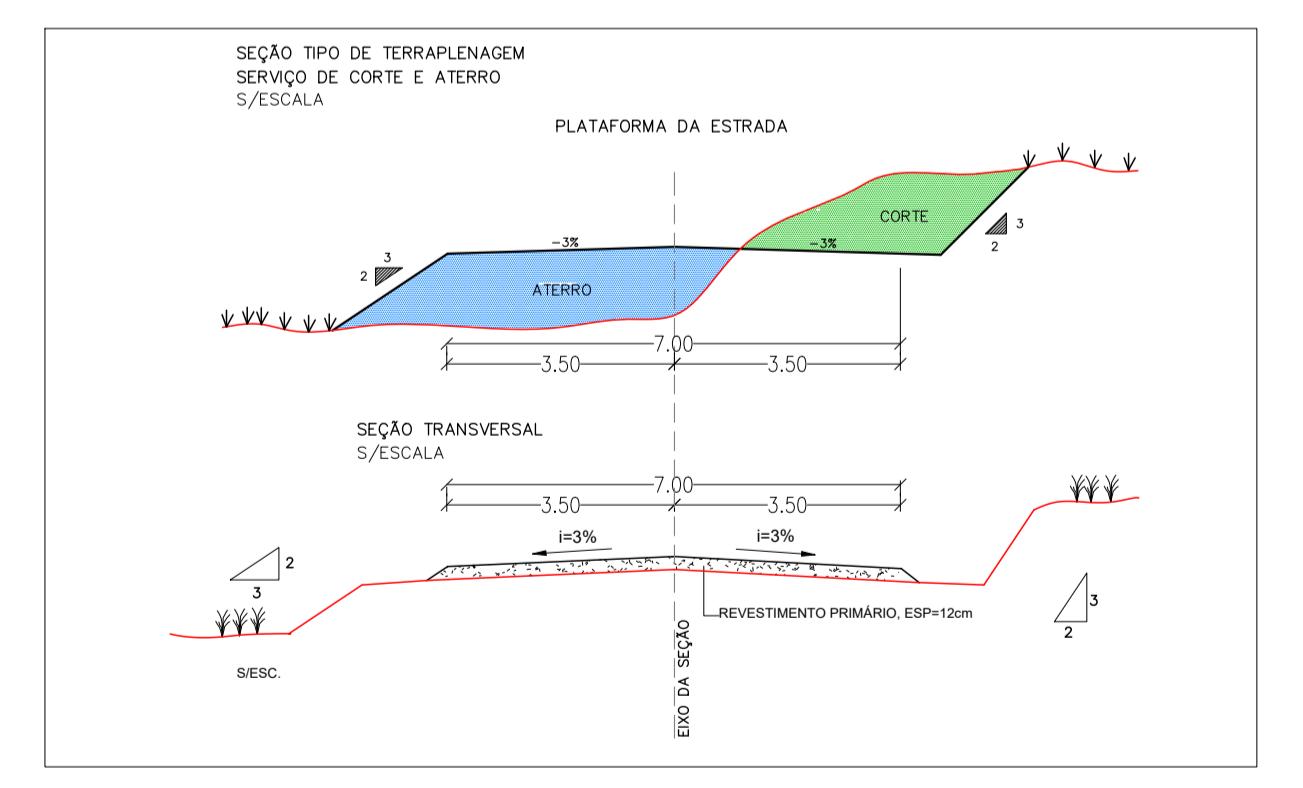 SEÇÃO TIPO DE TERRAPLENAGEM
SERVIÇO DE CORTE E ATERRO
S/ESCALA
PLATAFORMA DA ESTRADA
CORTE
3
2
-3%
-3%
3
2
ATERRO
7.00
3.50
3.50
SEÇÃO TRANSVERSAL
S/ESCALA
7.00
3.50
3.50
i=3%
i=3%
2
3
3
2
REVESTIMENTO PRIMÁRIO, ESP=12cm
EIXO DA SEÇÃO
S/ESC.